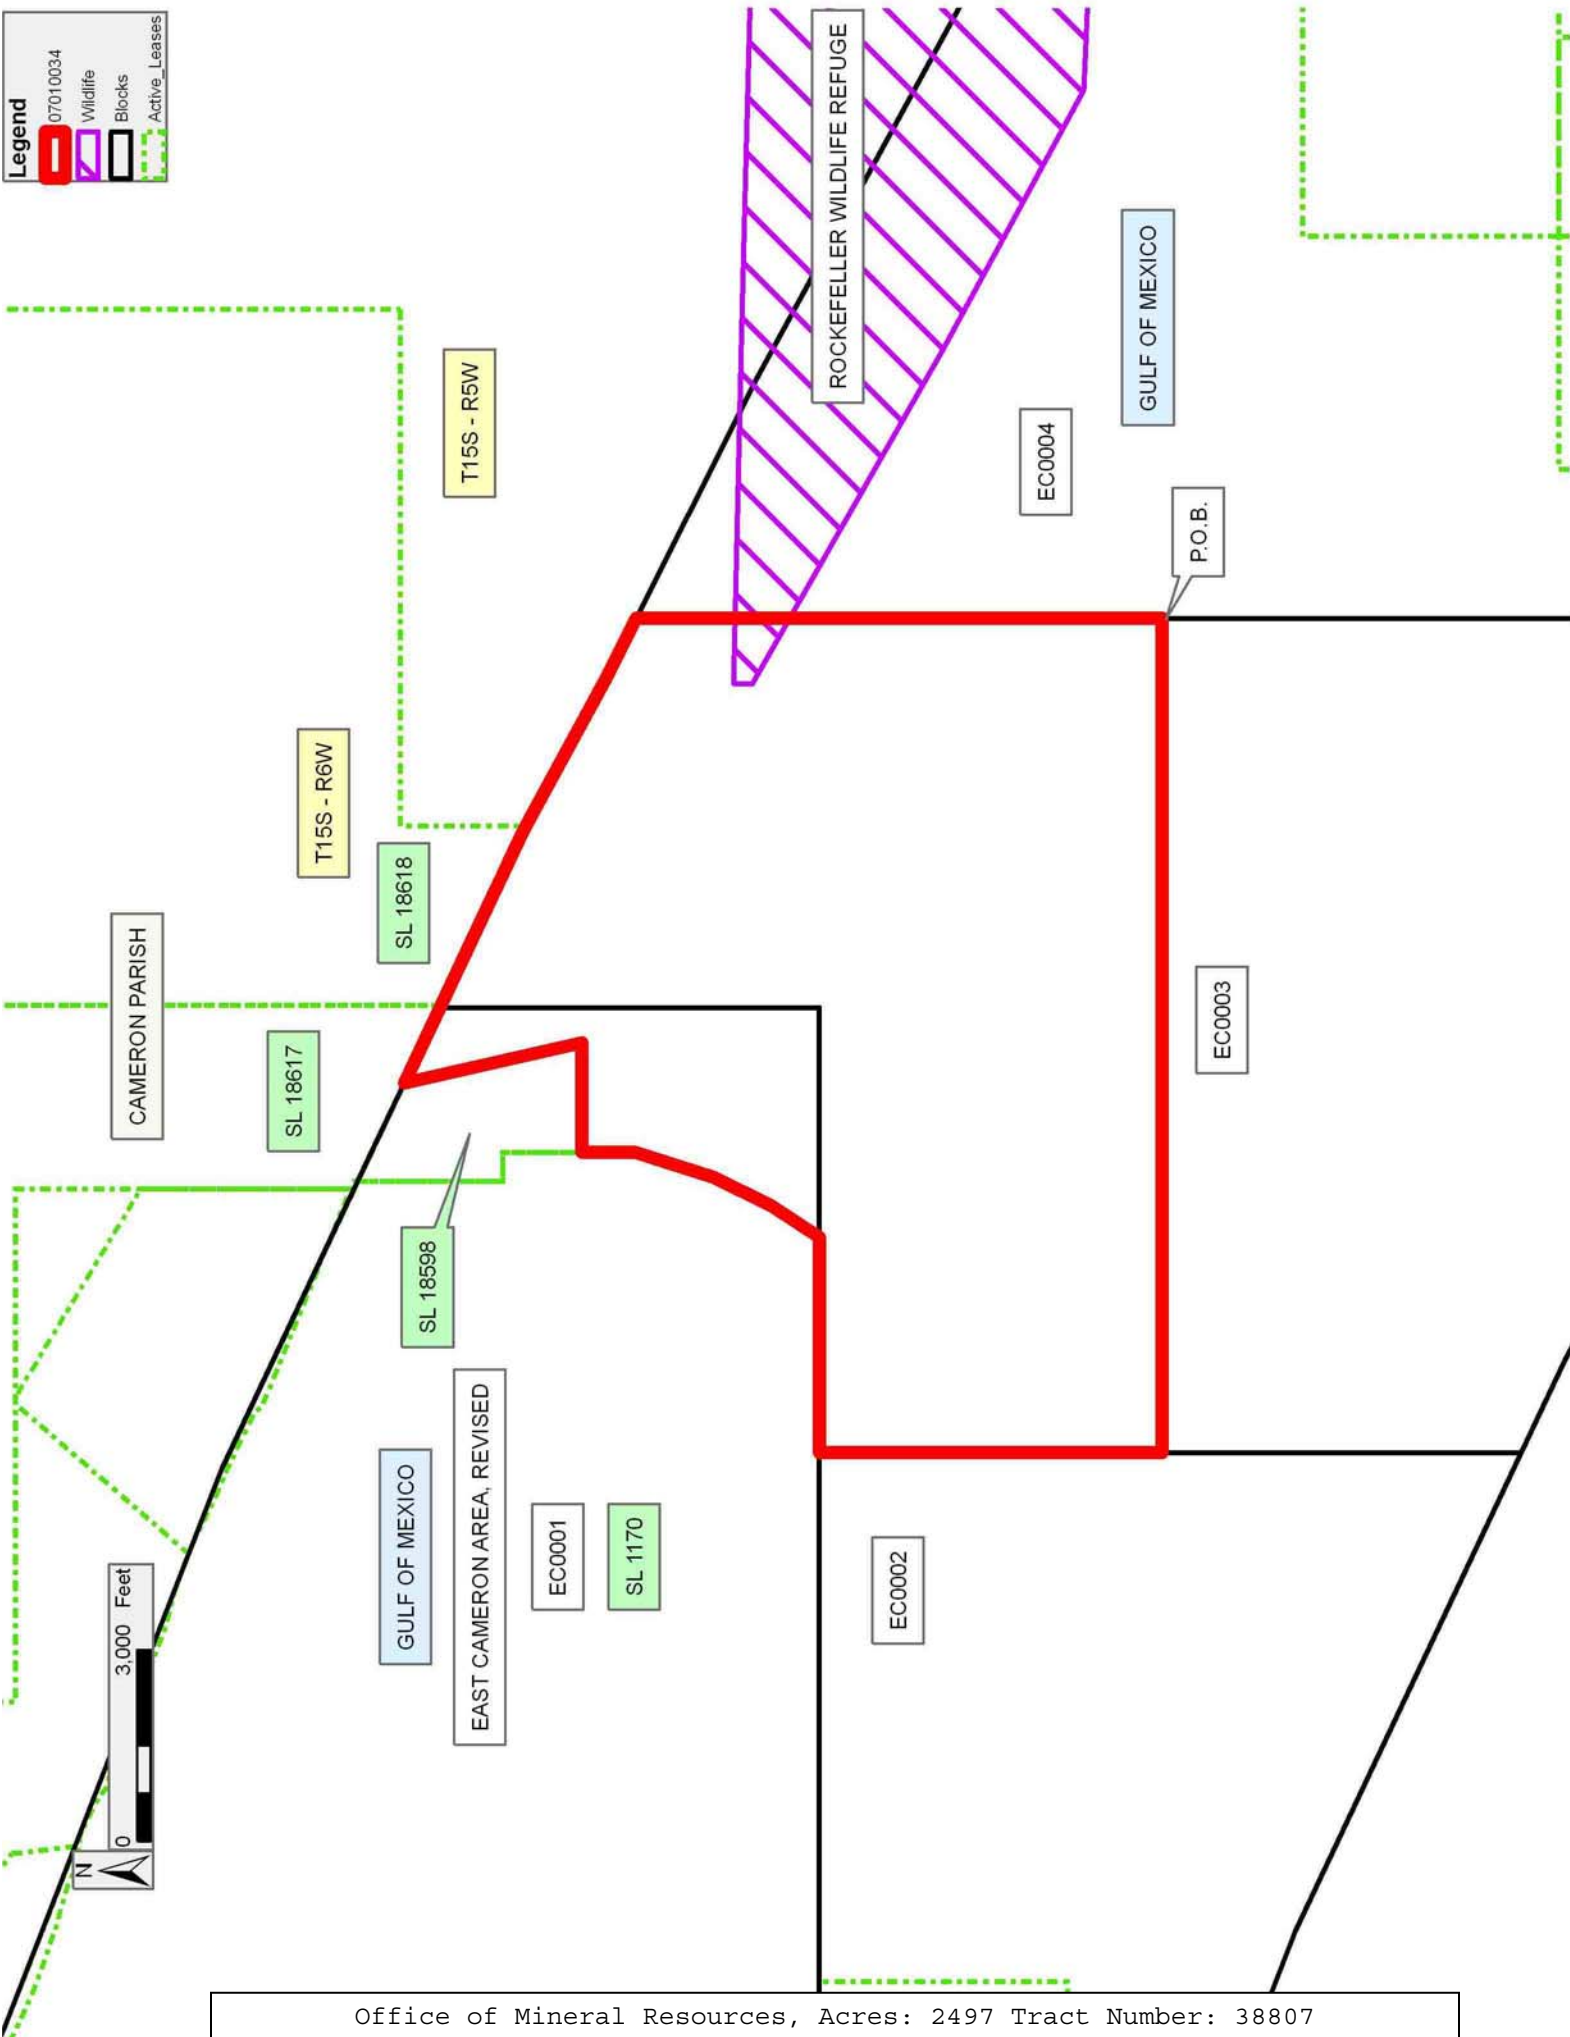 Legend
07010034
Wildlife
Blocks
Active_Leases
N
0 3,000 Feet
CAMERON PARISH
SL 18617
T15S - R6W
SL 18618
T15S - R5W
ROCKEFELLER WILDLIFE REFUGE
SL 18598
GULF OF MEXICO
EAST CAMERON AREA, REVISED
EC0001
SL 1170
EC0002
EC0003
EC0004
GULF OF MEXICO
P.O.B.
Office of Mineral Resources, Acres: 2497 Tract Number: 38807